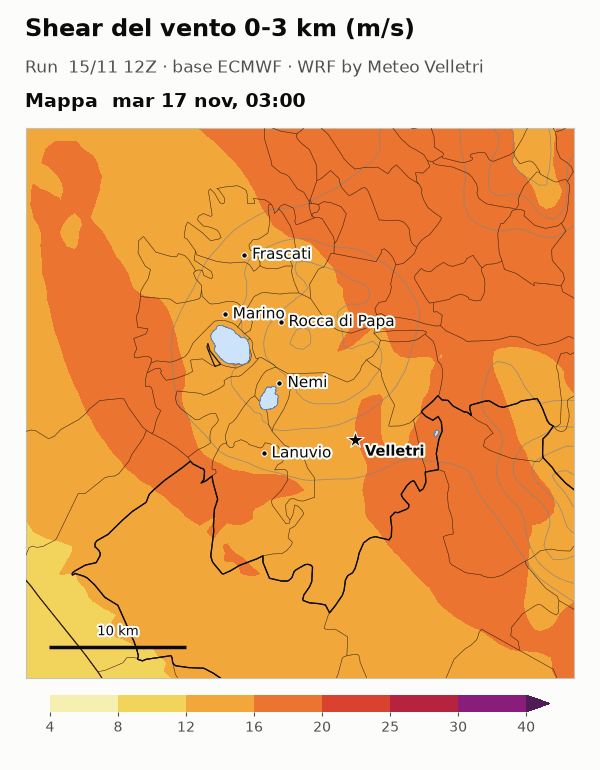 Shear del vento 0-3 km (m/s)
Run  15/11 12Z · base ECMWF · WRF by Meteo Velletri
Mappa  mar 17 nov, 03:00
Frascati
Marino
Rocca di Papa
Nemi
Velletri
Lanuvio
10 km
4 8 12 16 20 25 30 40